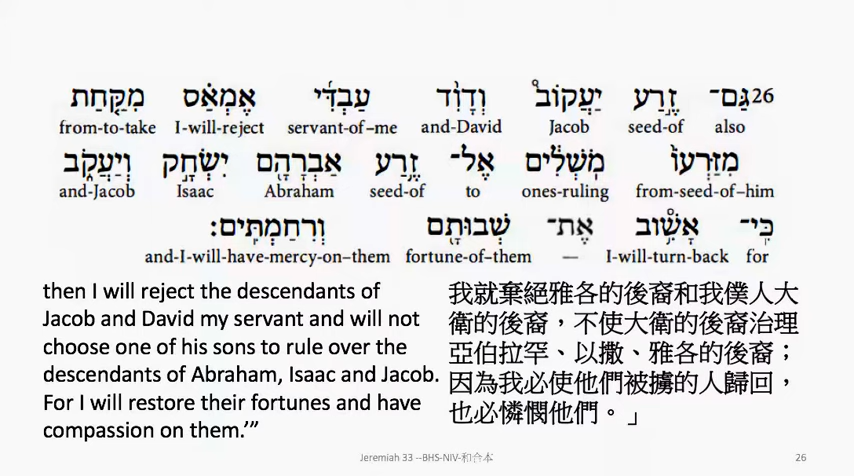 26 גַּם־ זֶ֣רַע יַעֲקוֹב֩ וְדָוִ֨ד עַבְדִּ֜י אֶמְאַ֗ס מִקַּ֤חַת
also seed-of Jacob and-David servant-of-me I-will-reject from-to-take
מִזַּרְעוֹ֙ מֹֽשְׁלִ֔ים אֶל־ זֶ֥רַע אַבְרָהָ֖ם יִשְׂחָ֣ק וְיַעֲקֹ֑ב
from-seed-of-him ones-ruling to seed-of Abraham Isaac and-Jacob
כִּֽי־ אָשִׁ֥וב אֶת־ שְׁבוּתָ֖ם וְרִחַמְתִּֽים׃
for I-will-turn-back — fortune-of-them and-I-will-have-mercy-on-them
then I will reject the descendants of
Jacob and David my servant and will not
choose one of his sons to rule over the
descendants of Abraham, Isaac and Jacob.
For I will restore their fortunes and have
compassion on them.’”
我就棄絕雅各的後裔和我僕人大
衛的後裔，不使大衛的後裔治理
亞伯拉罕、以撒、雅各的後裔；
因為我必使他們被擄的人歸回，
也必憐憫他們。」
Jeremiah 33 --BHS-NIV-和合本
26